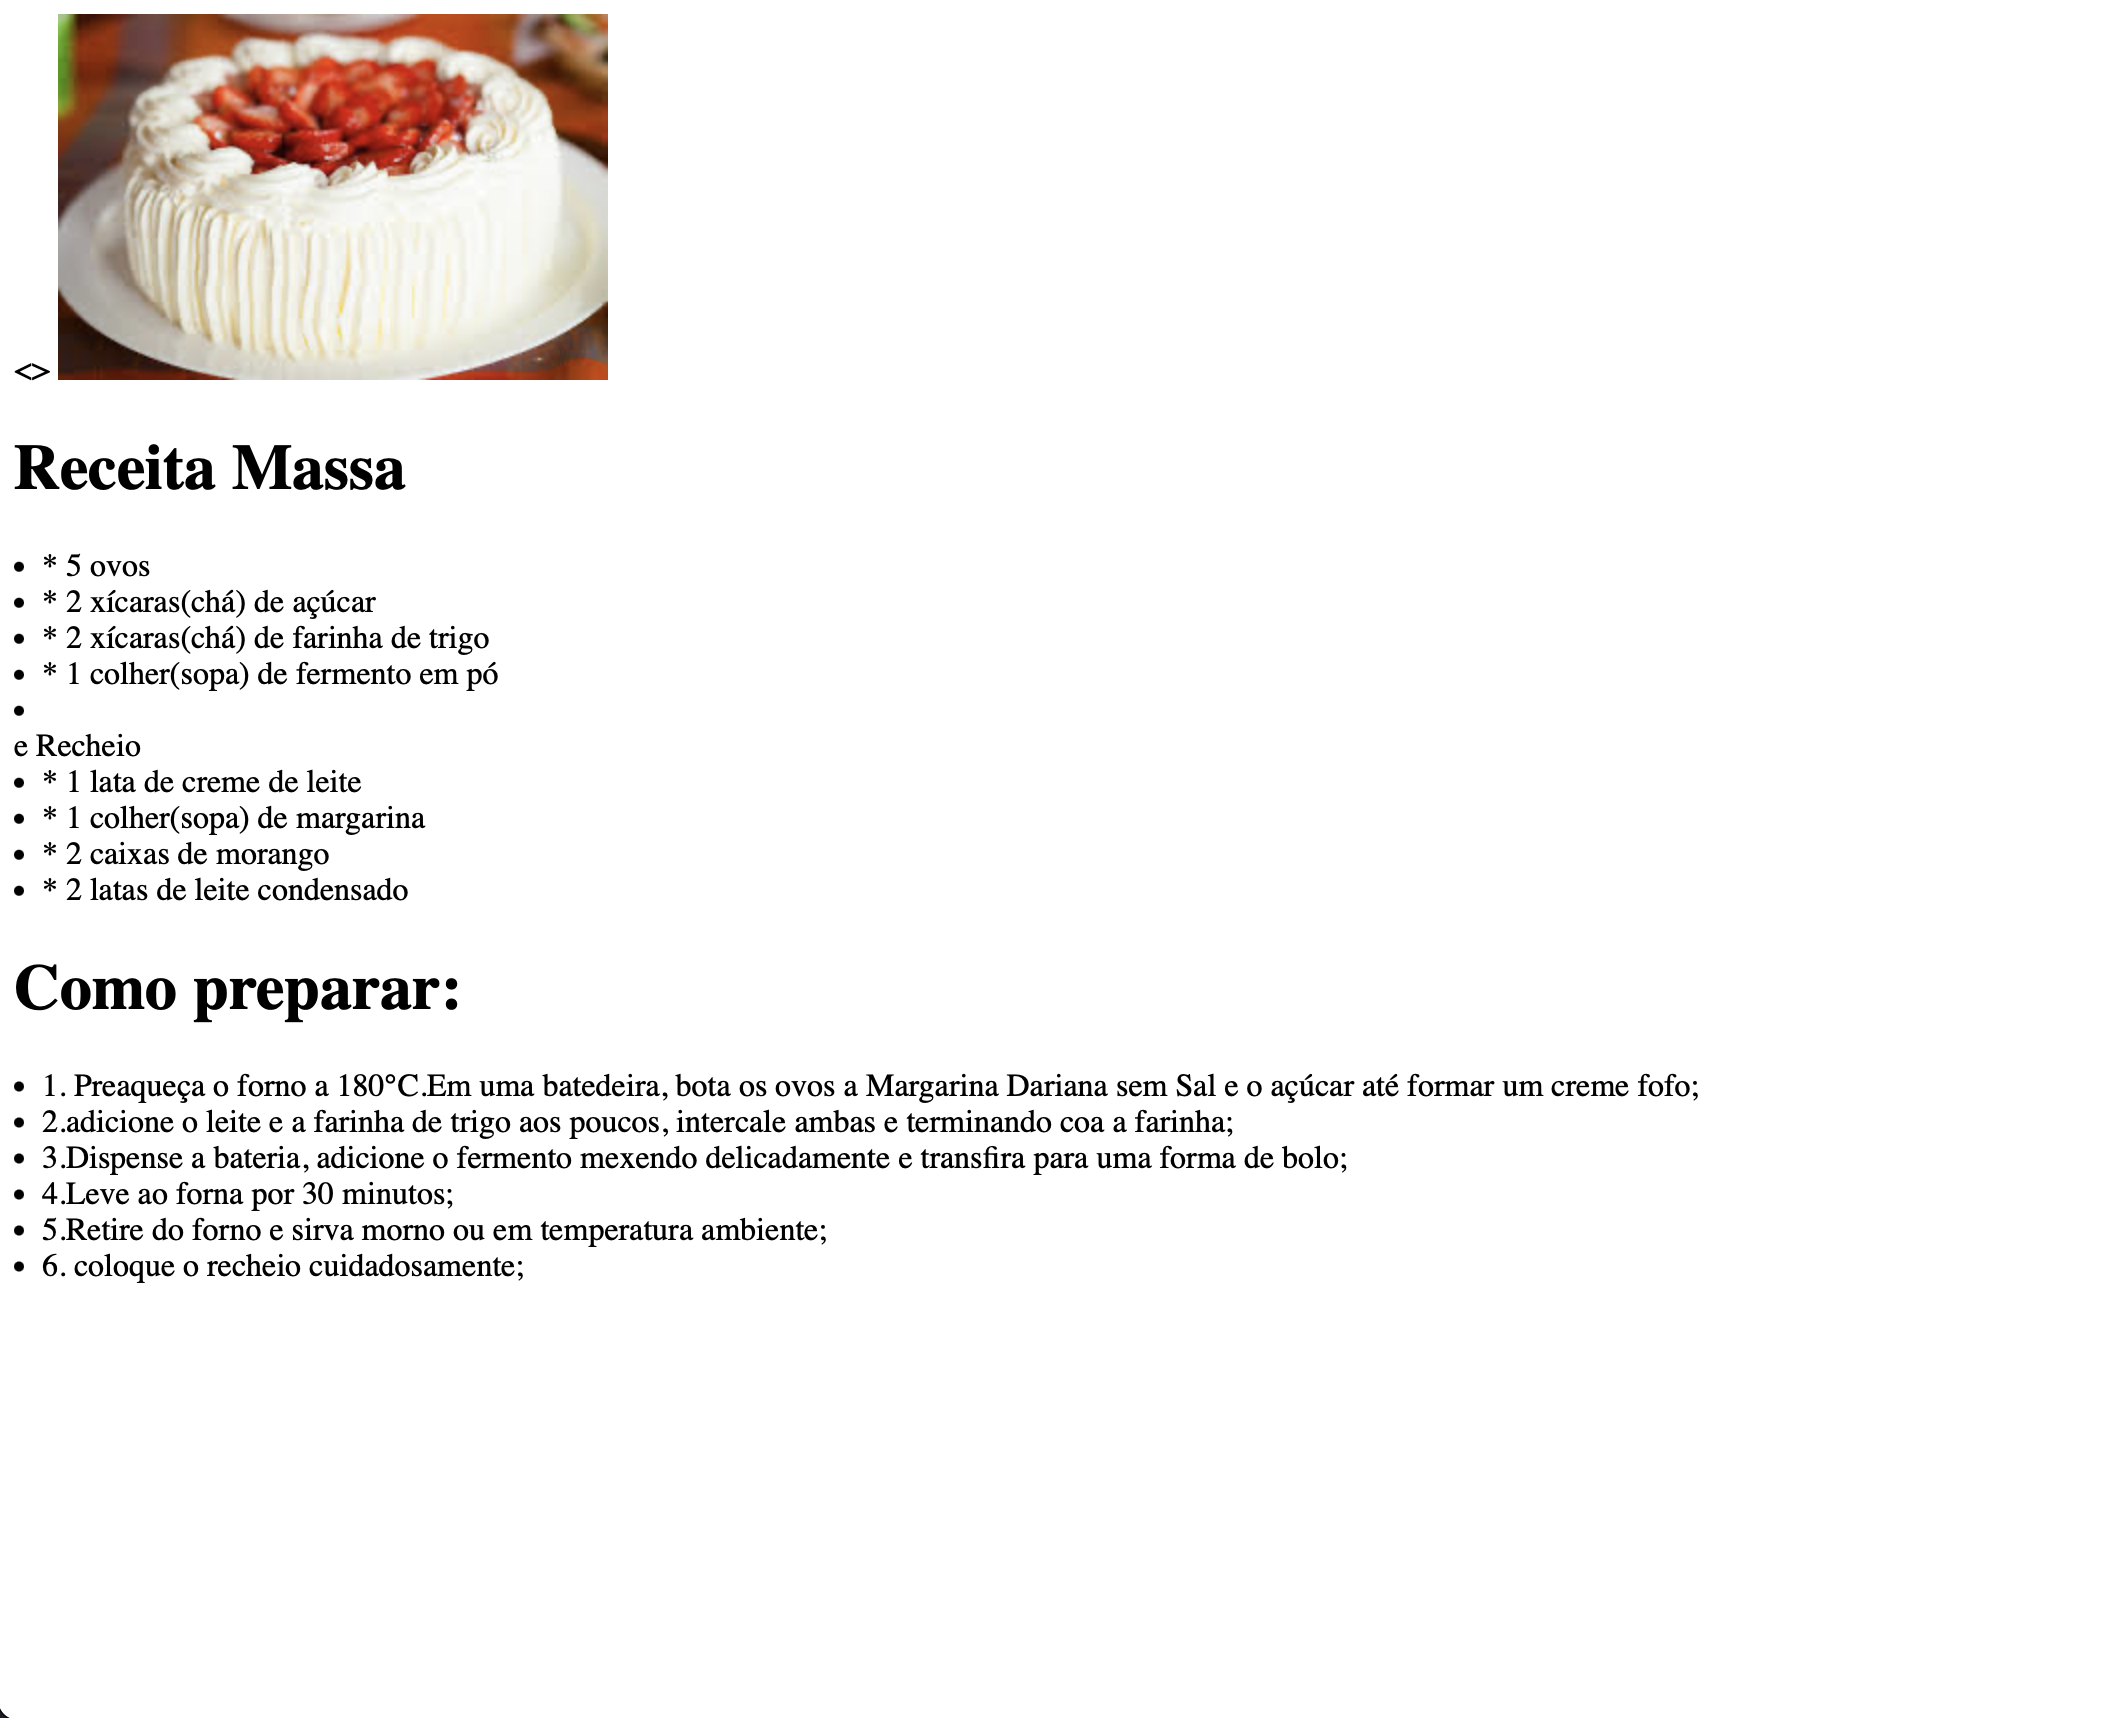 <>
Receita Massa
• * 5 ovos
• * 2 xícaras(chá) de açúcar
• * 2 xícaras(chá) de farinha de trigo
• * 1 colher(sopa) de fermento em pó
•
e Recheio
• * 1 lata de creme de leite
• * 1 colher(sopa) de margarina
• * 2 caixas de morango
• * 2 latas de leite condensado
Como preparar:
• 1. Preaqueça o forno a 180°C.Em uma batedeira, bota os ovos a Margarina Dariana sem Sal e o açúcar até formar um creme fofo;
• 2.adicione o leite e a farinha de trigo aos poucos, intercale ambas e terminando coa a farinha;
• 3.Dispense a bateria, adicione o fermento mexendo delicadamente e transfira para uma forma de bolo;
• 4.Leve ao forna por 30 minutos;
• 5.Retire do forno e sirva morno ou em temperatura ambiente;
• 6. coloque o recheio cuidadosamente;